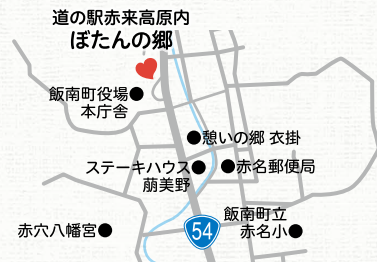 道の駅赤来高原内
ぼたんの郷
飯南町役場
本庁舎
憩いの郷 衣掛
ステーキハウス
萠美野
赤名郵便局
飯南町立
赤名小
赤穴八幡宮
54